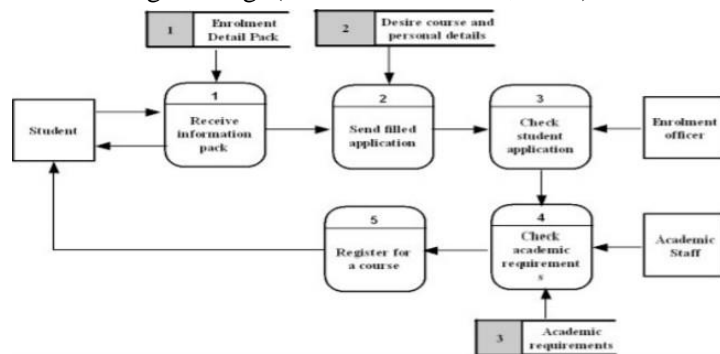 1
Enrolment
Detail Pack
2
Desire course and
personal details
Student
1
Receive
information
pack
2
Send filled
application
3
Check
student
application
Enrolment
officer
5
Register for
a course
4
Check
academic
requirement
s
Academic
Staff
3
Academic
requirements